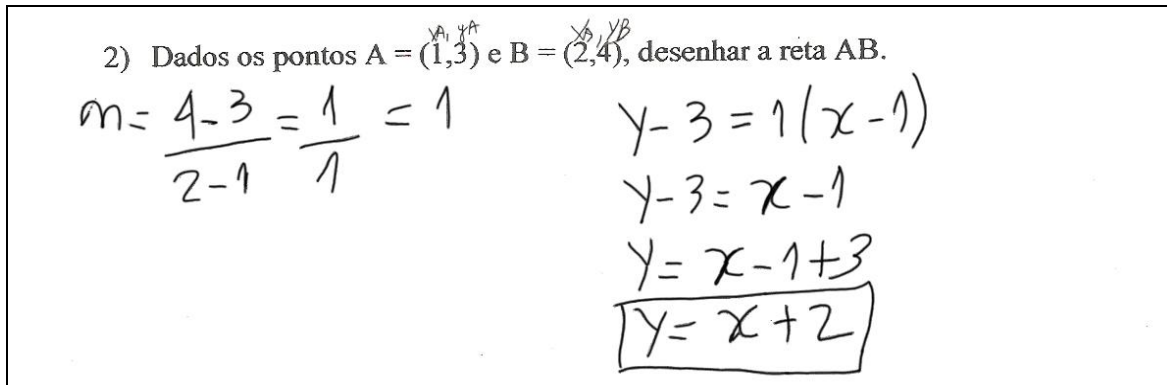 xA, yA xB, yB
2) Dados os pontos A = (1,3) e B = (2,4), desenhar a reta AB.
m = 4-3 / 2-1 = 1 / 1 = 1
y - 3 = 1(x - 1)
y - 3 = x - 1
y = x - 1 + 3
y = x + 2